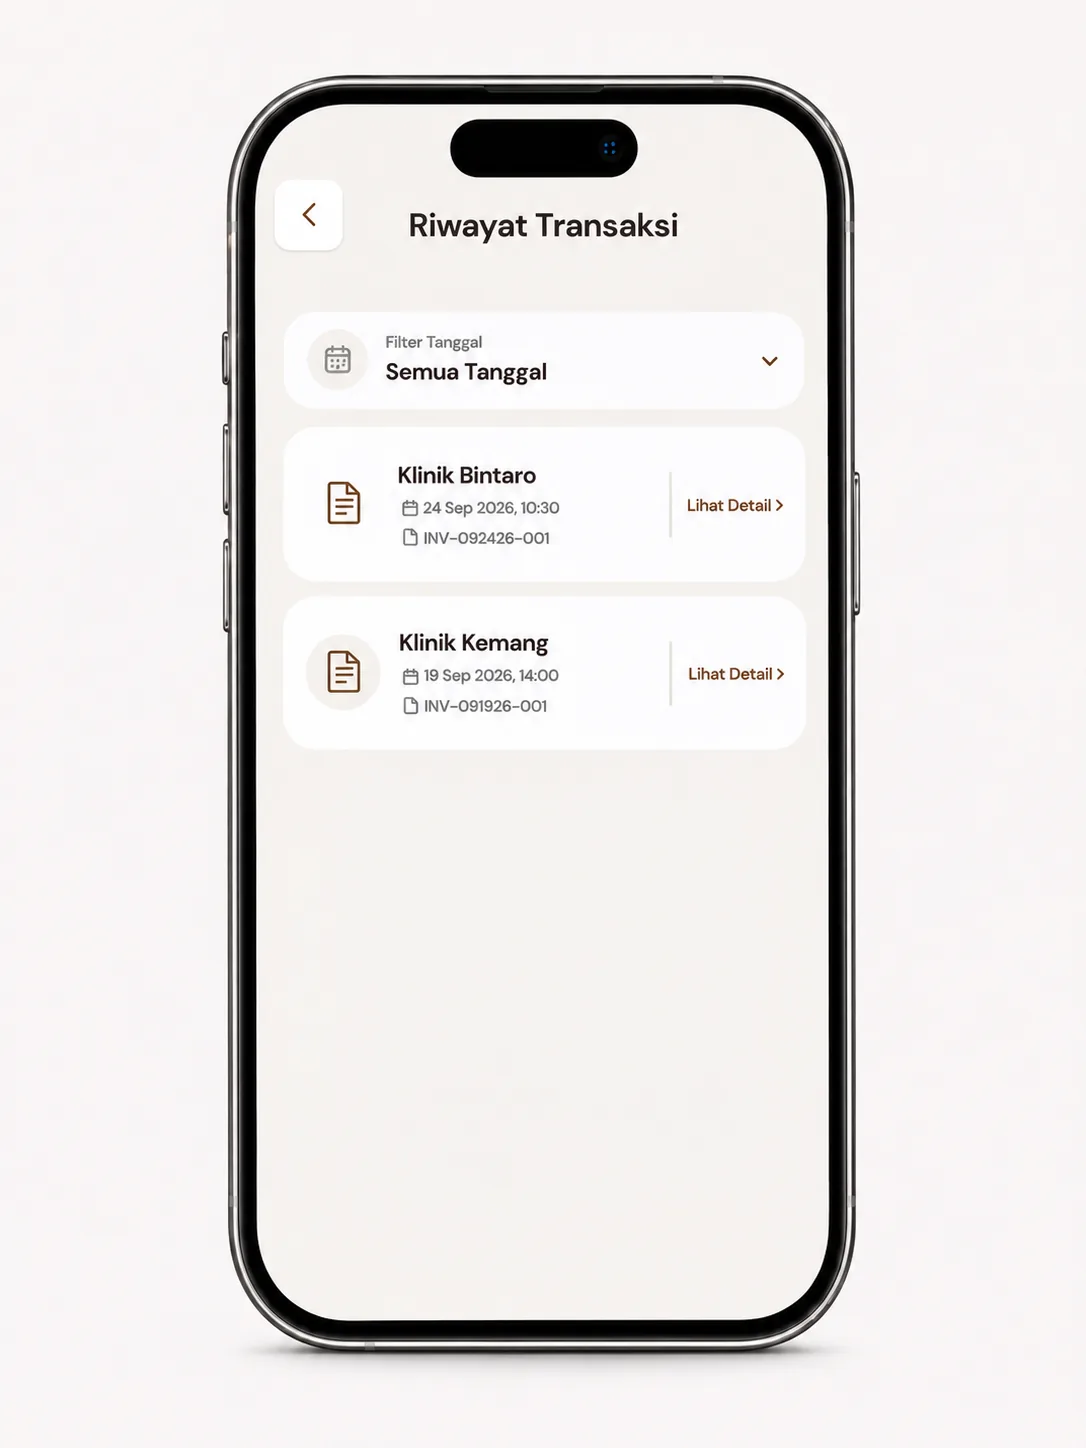 Riwayat Transaksi
Filter Tanggal
Semua Tanggal
Klinik Bintaro
24 Sep 2026, 10:30
INV-092426-001
Lihat Detail
Klinik Kemang
19 Sep 2026, 14:00
INV-091926-001
Lihat Detail